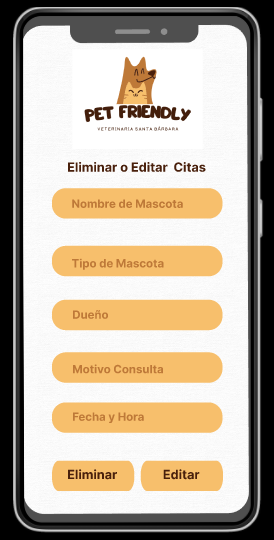 PET FRIENDLY
VETERINARIA SANTA BÁRBARA
Eliminar o Editar Citas
Nombre de Mascota
Tipo de Mascota
Dueño
Motivo Consulta
Fecha y Hora
Eliminar Editar